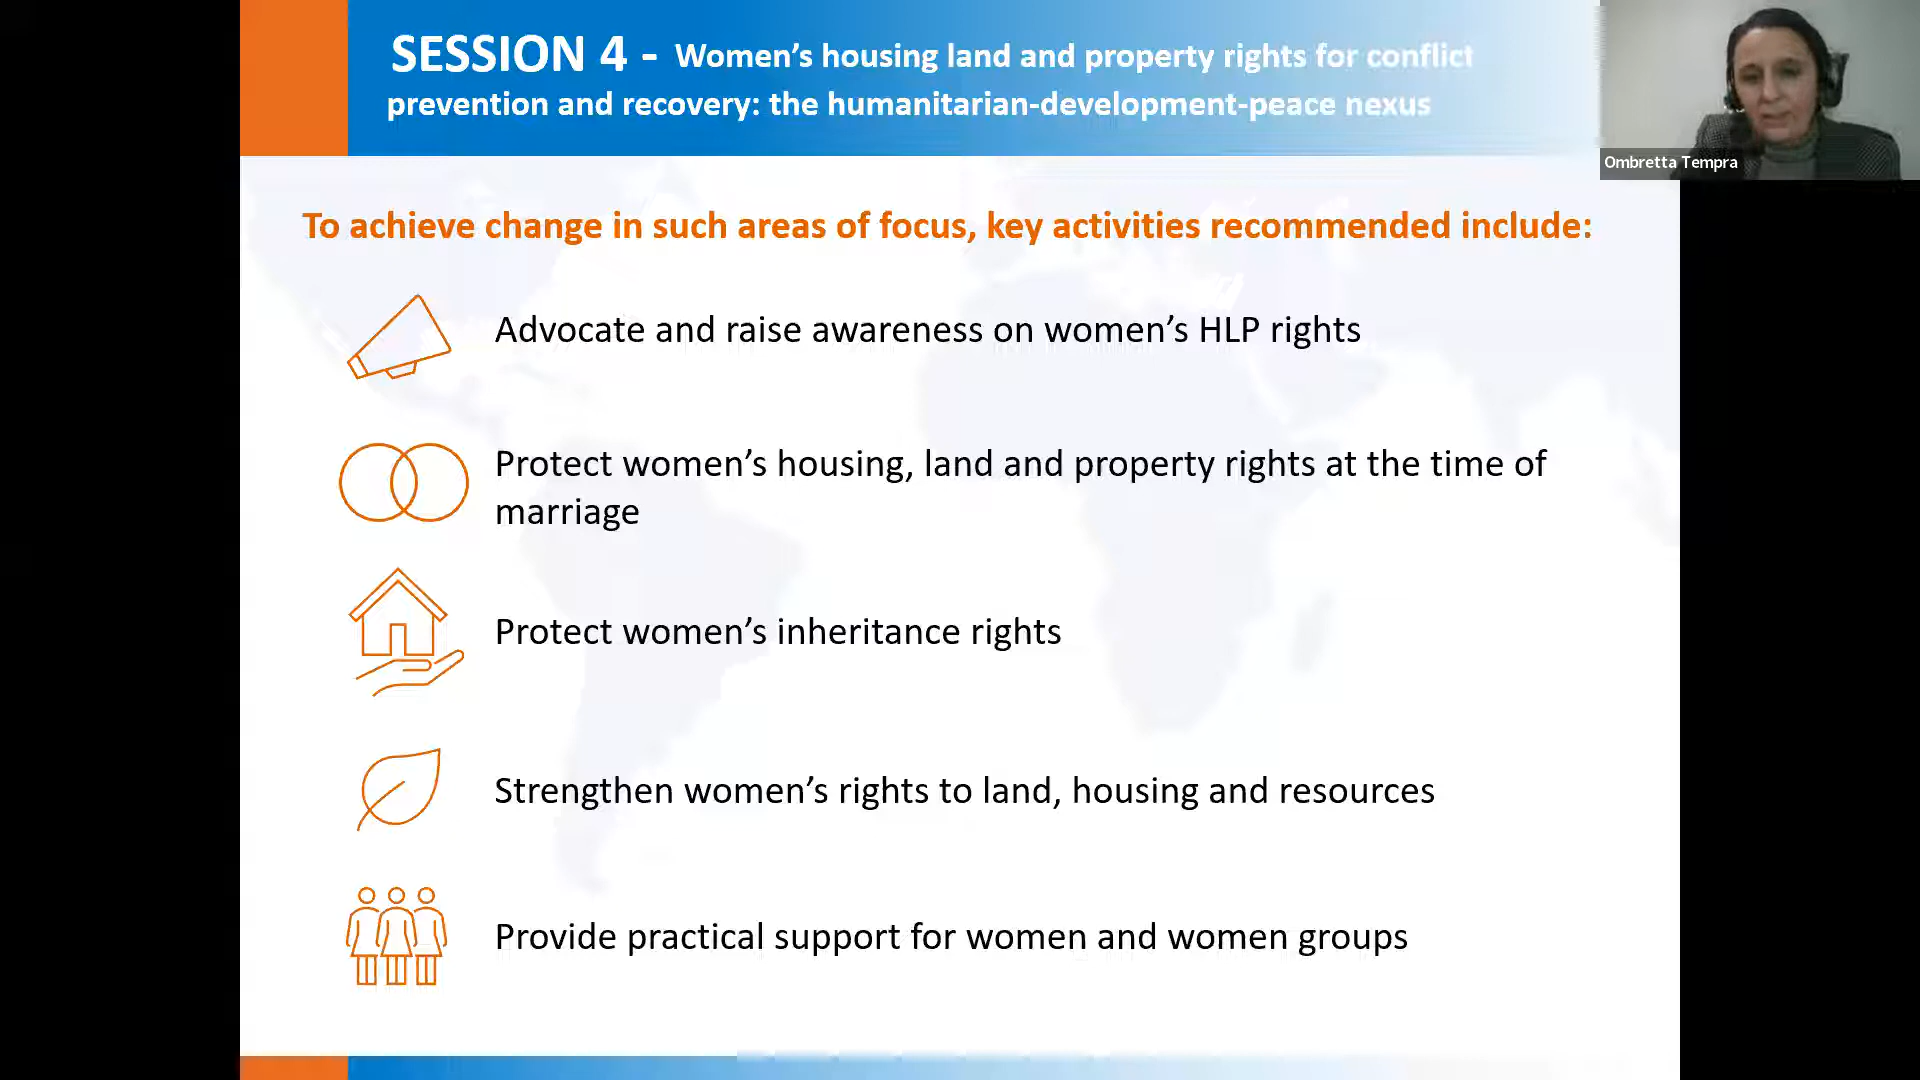 SESSION 4 - Women’s housing land and property rights for conflict
prevention and recovery: the humanitarian-development-peace nexus
Ombretta Tempra
To achieve change in such areas of focus, key activities recommended include:
Advocate and raise awareness on women’s HLP rights
Protect women’s housing, land and property rights at the time of
marriage
Protect women’s inheritance rights
Strengthen women’s rights to land, housing and resources
Provide practical support for women and women groups